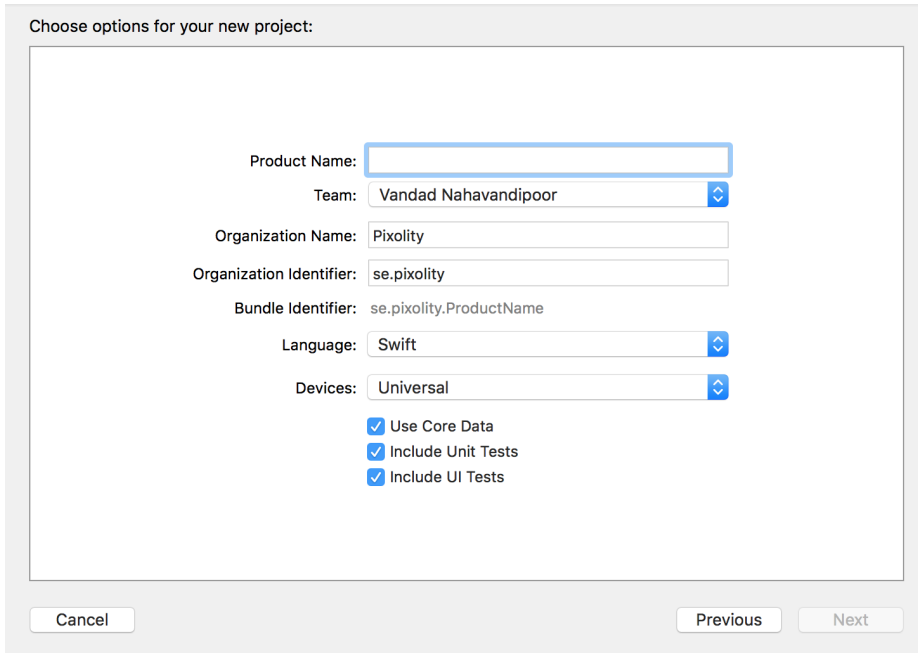 Choose options for your new project:
Product Name:
Team: Vandad Nahavandipoor
Organization Name: Pixolity
Organization Identifier: se.pixolity
Bundle Identifier: se.pixolity.ProductName
Language: Swift
Devices: Universal
Use Core Data
Include Unit Tests
Include UI Tests
Cancel Previous Next